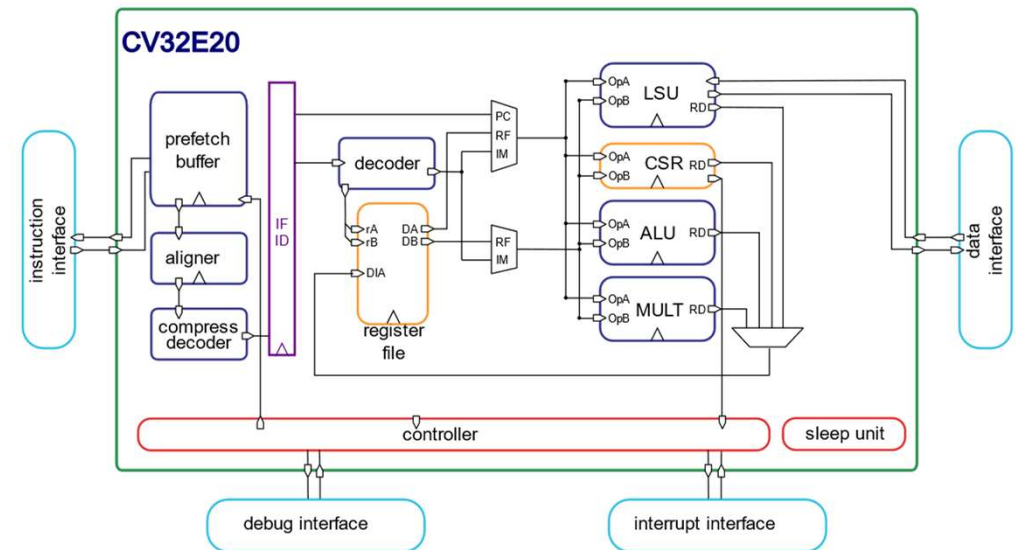 CV32E20
instruction
interface
prefetch
buffer
aligner
compress
decoder
IF
ID
decoder
rA
rB
DIA
DA
DB
register
file
PC
RF
IM
RF
IM
OpA
OpB
LSU
RD
OpA
OpB
CSR
RD
OpA
OpB
ALU
RD
OpA
OpB
MULT
RD
data
interface
controller
sleep unit
debug interface
interrupt interface